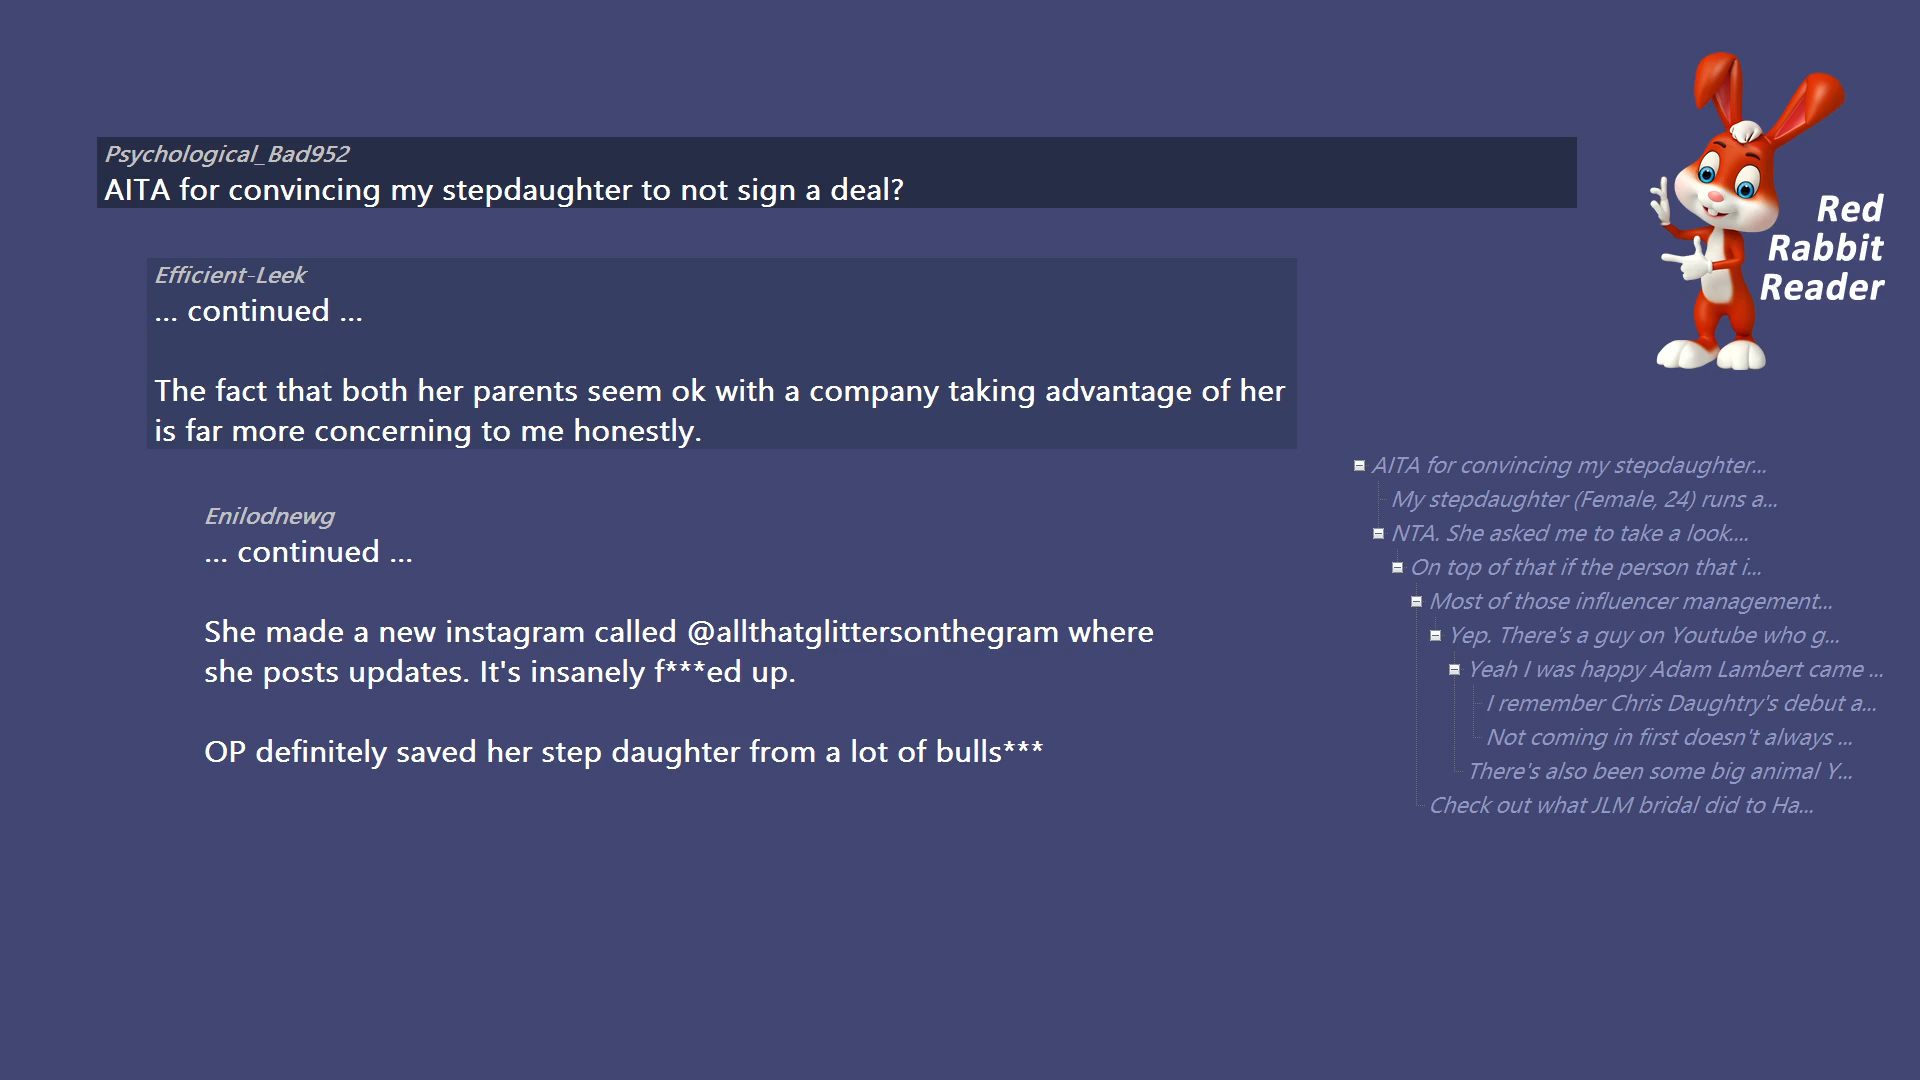 Psychological_Bad952
AITA for convincing my stepdaughter to not sign a deal?
Efficient-Leek
... continued ...
The fact that both her parents seem ok with a company taking advantage of her
is far more concerning to me honestly.
Enilodnewg
... continued ...
She made a new instagram called @allthatglittersonthegram where
she posts updates. It's insanely f***ed up.
OP definitely saved her step daughter from a lot of bulls***
Red
Rabbit
Reader
AITA for convincing my stepdaughter...
My stepdaughter (Female, 24) runs a...
NTA. She asked me to take a look....
On top of that if the person that i...
Most of those influencer management...
Yep. There's a guy on Youtube who g...
Yeah I was happy Adam Lambert came ...
I remember Chris Daughtry's debut a...
Not coming in first doesn't always ...
There's also been some big animal Y...
Check out what JLM bridal did to Ha...